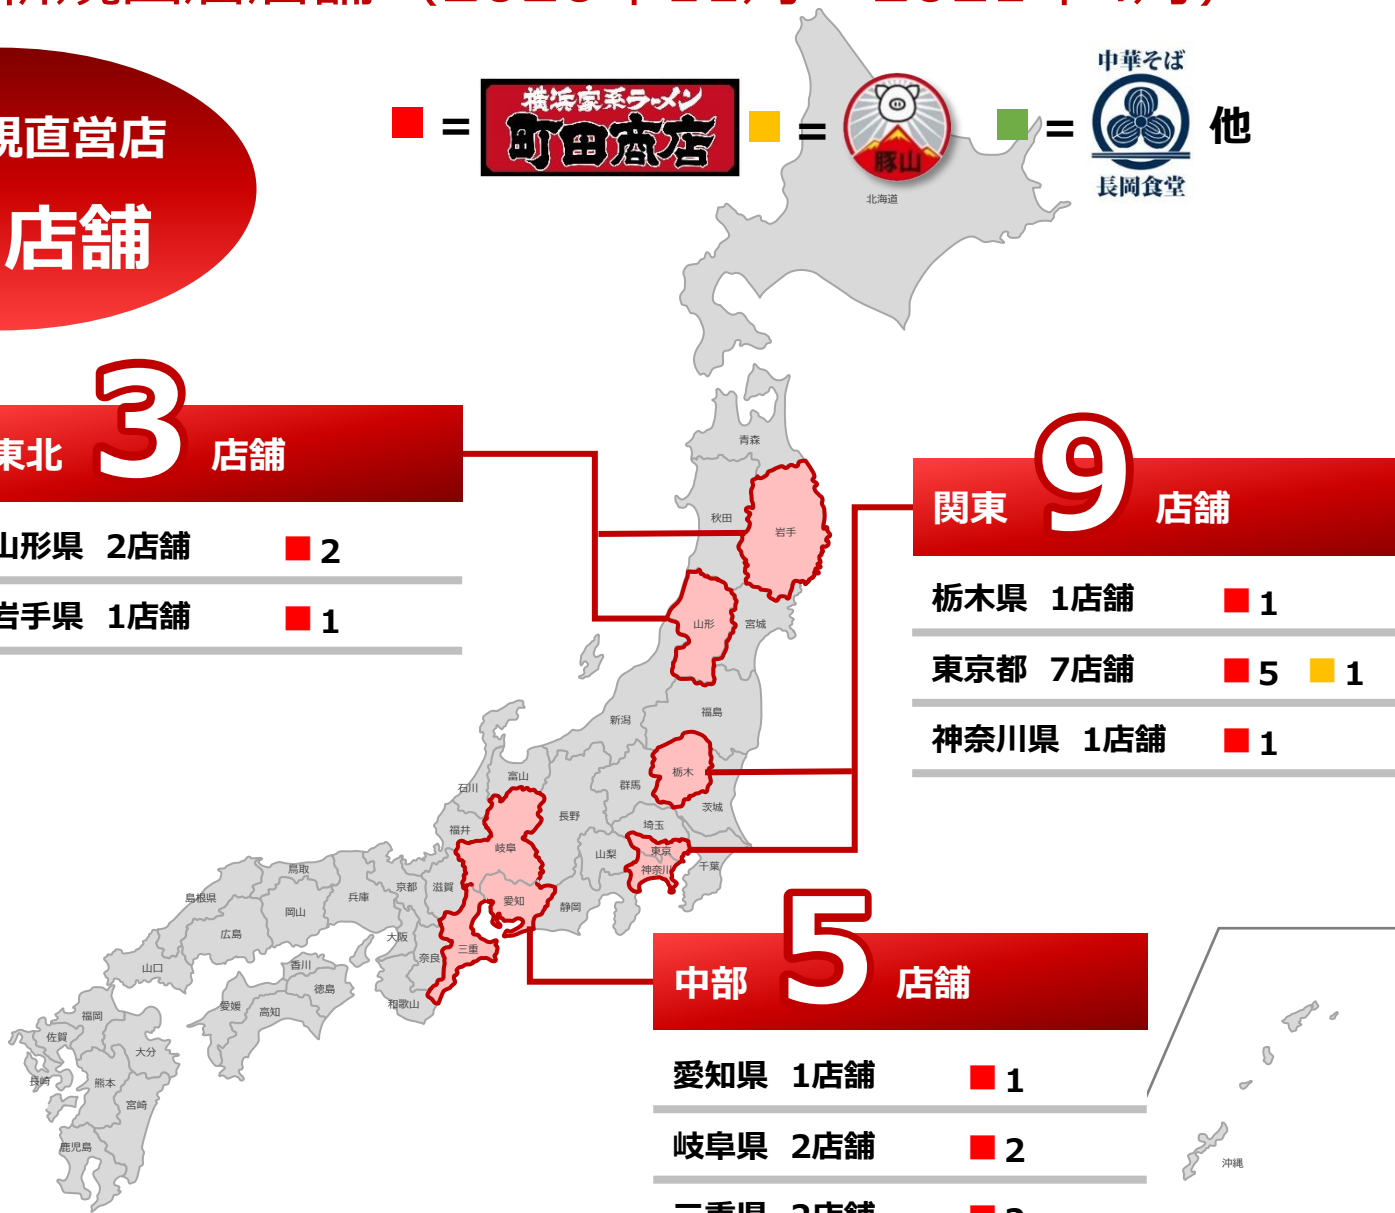 規直営店
店舗
=
横浜家系ラーメン
町田商店
=
豚山
=
中華そば
長岡食堂
他
東北 3 店舗
山形県 2店舗 2
岩手県 1店舗 1
関東 9 店舗
栃木県 1店舗 1
東京都 7店舗 5 1
神奈川県 1店舗 1
中部 5 店舗
愛知県 1店舗 1
岐阜県 2店舗 2
三重県 2店舗 2
北海道
青森
秋田
岩手
山形
宮城
新潟
福島
栃木
群馬
茨城
埼玉
東京
神奈川
千葉
山梨
長野
富山
石川
福井
岐阜
愛知
静岡
三重
滋賀
京都
奈良
大阪
和歌山
兵庫
鳥取
岡山
島根県
広島
山口
香川
徳島
愛媛
高知
福岡
佐賀
長崎
大分
熊本
宮崎
鹿児島
沖縄